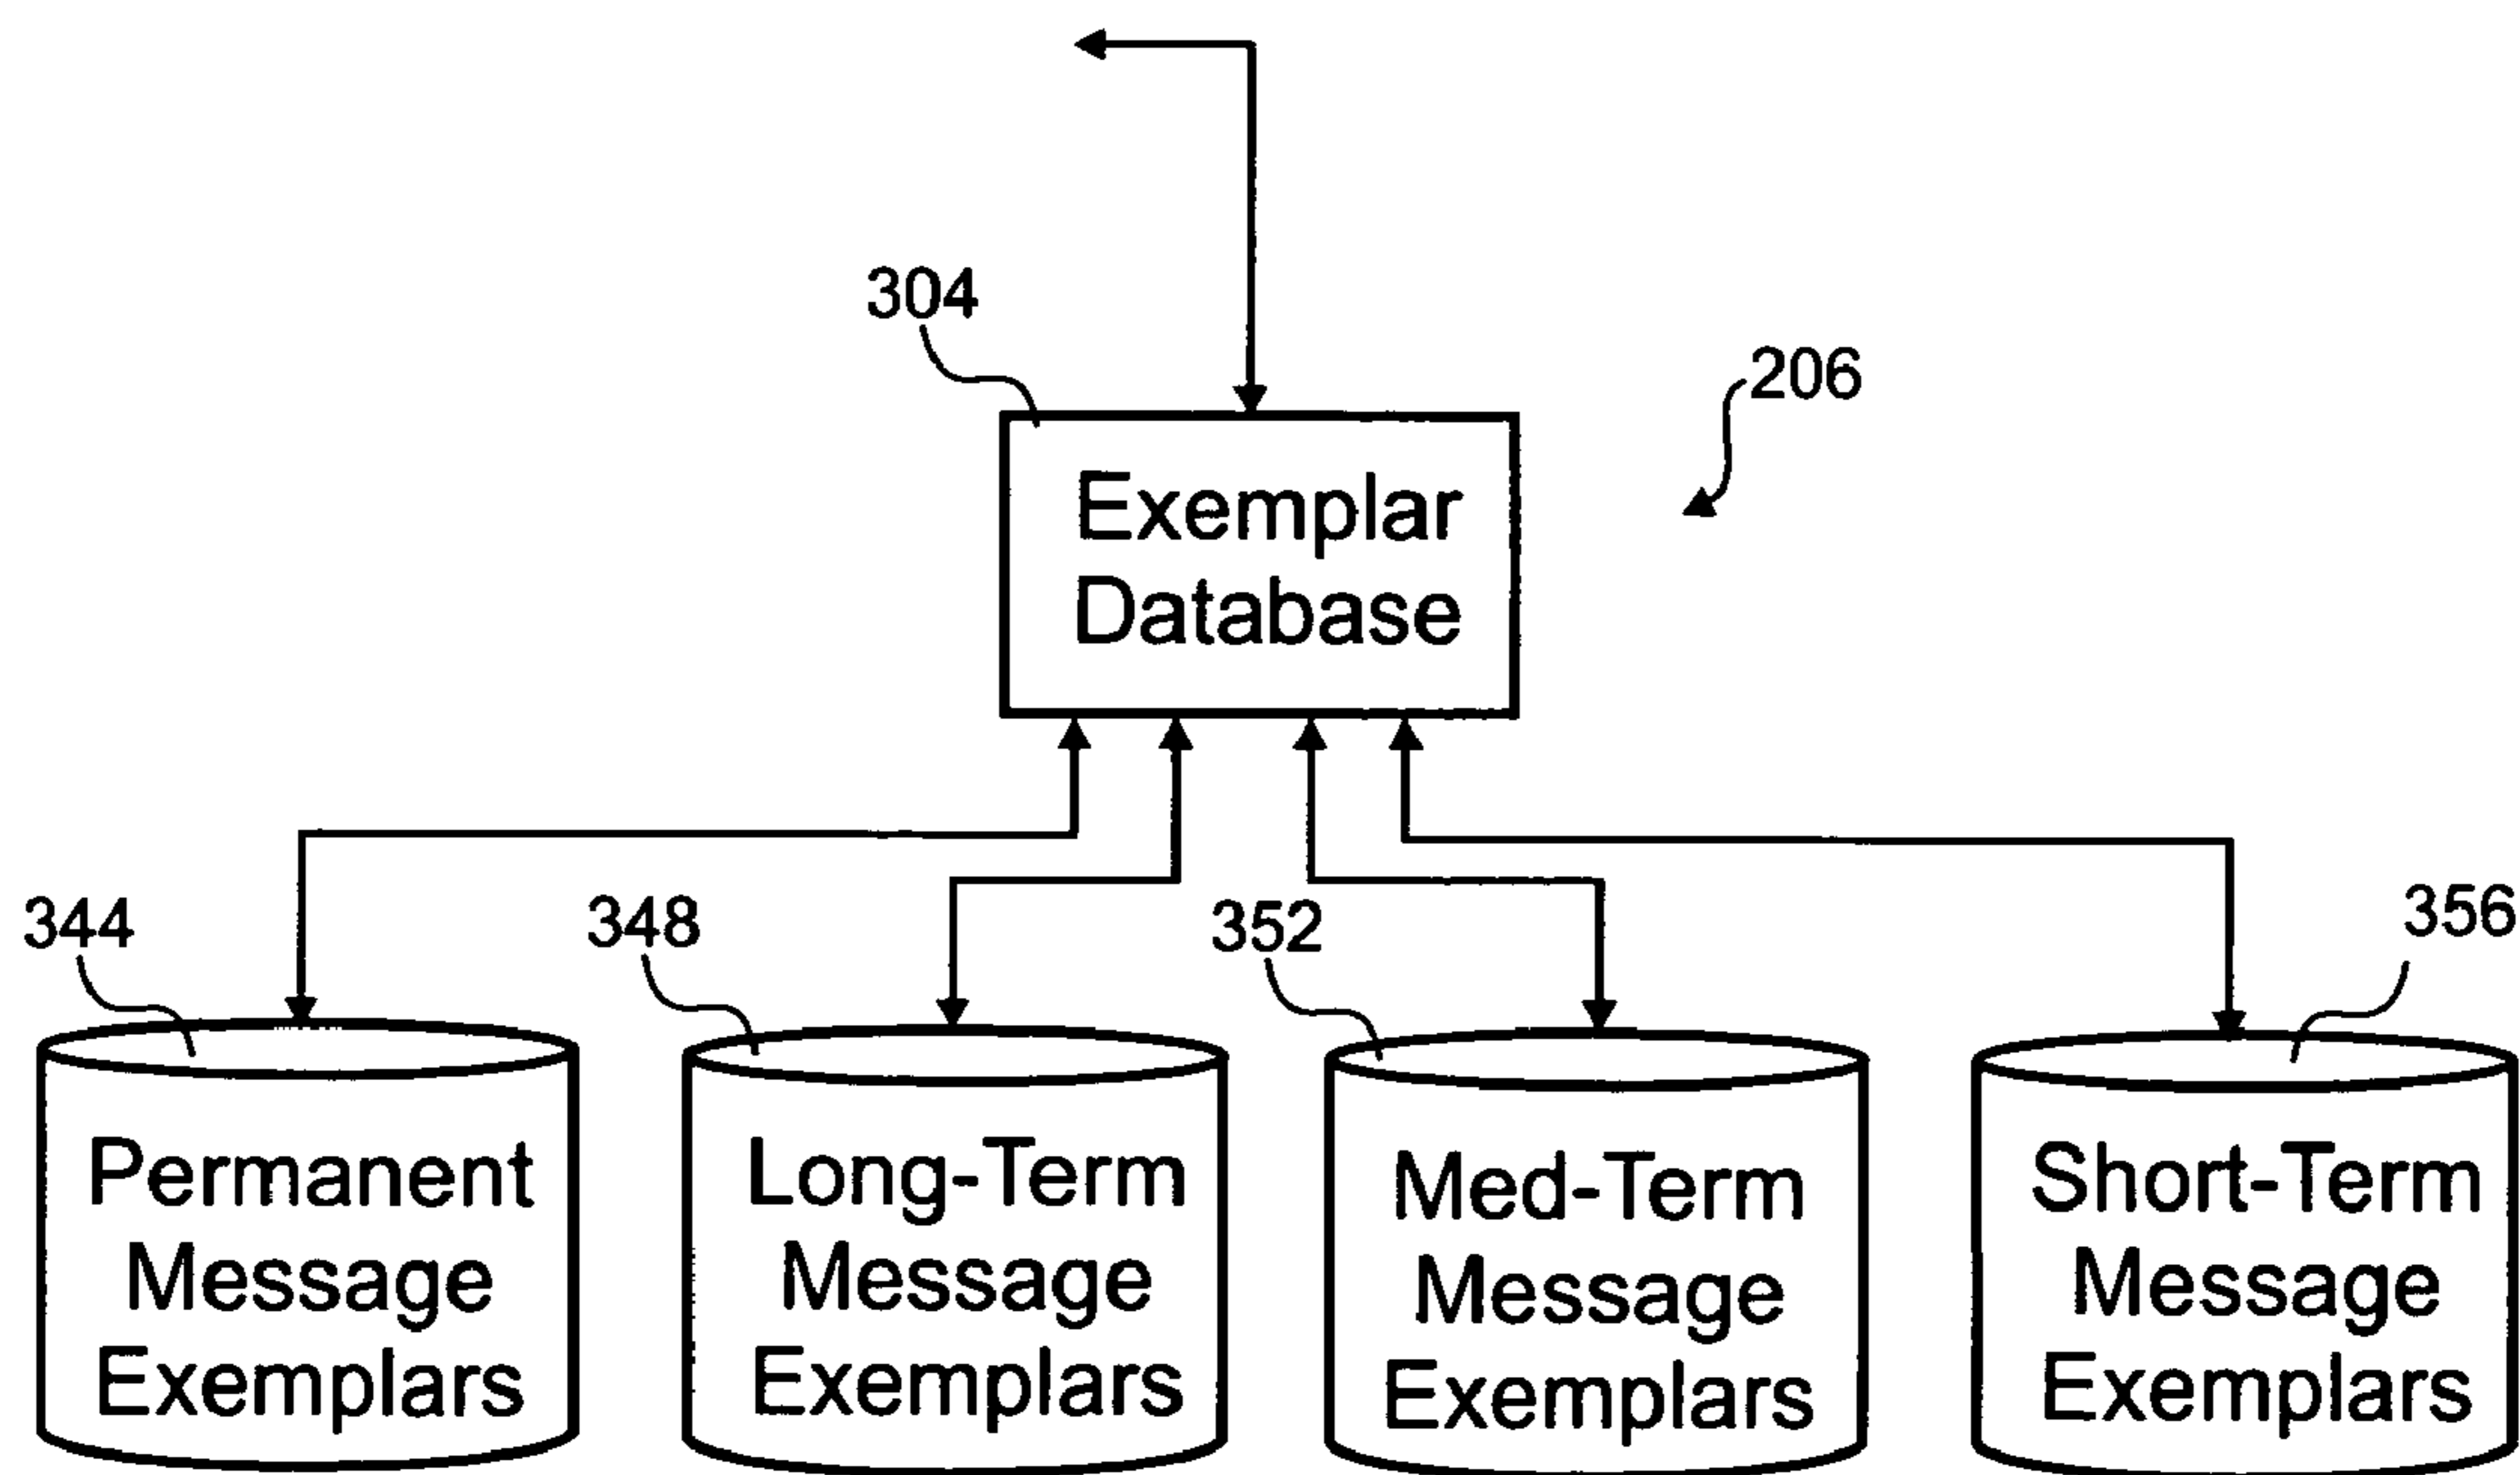 304
206
Exemplar
Database
344
348
352
356
Permanent
Message
Exemplars
Long-Term
Message
Exemplars
Med-Term
Message
Exemplars
Short-Term
Message
Exemplars